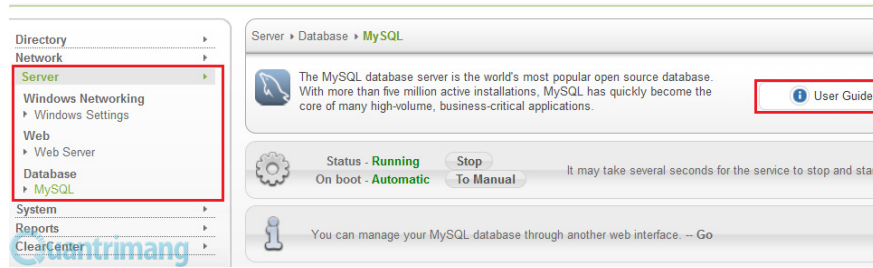 Directory
Network
Server
Windows Networking
Windows Settings
Web
Web Server
Database
MySQL
System
Reports
ClearCenter
Quantrimang
Server Database MySQL
The MySQL database server is the world's most popular open source database.
With more than five million active installations, MySQL has quickly become the
core of many high-volume, business-critical applications.
User Guide
Status - Running Stop
On boot - Automatic To Manual
It may take several seconds for the service to stop and sta
You can manage your MySQL database through another web interface. -- Go